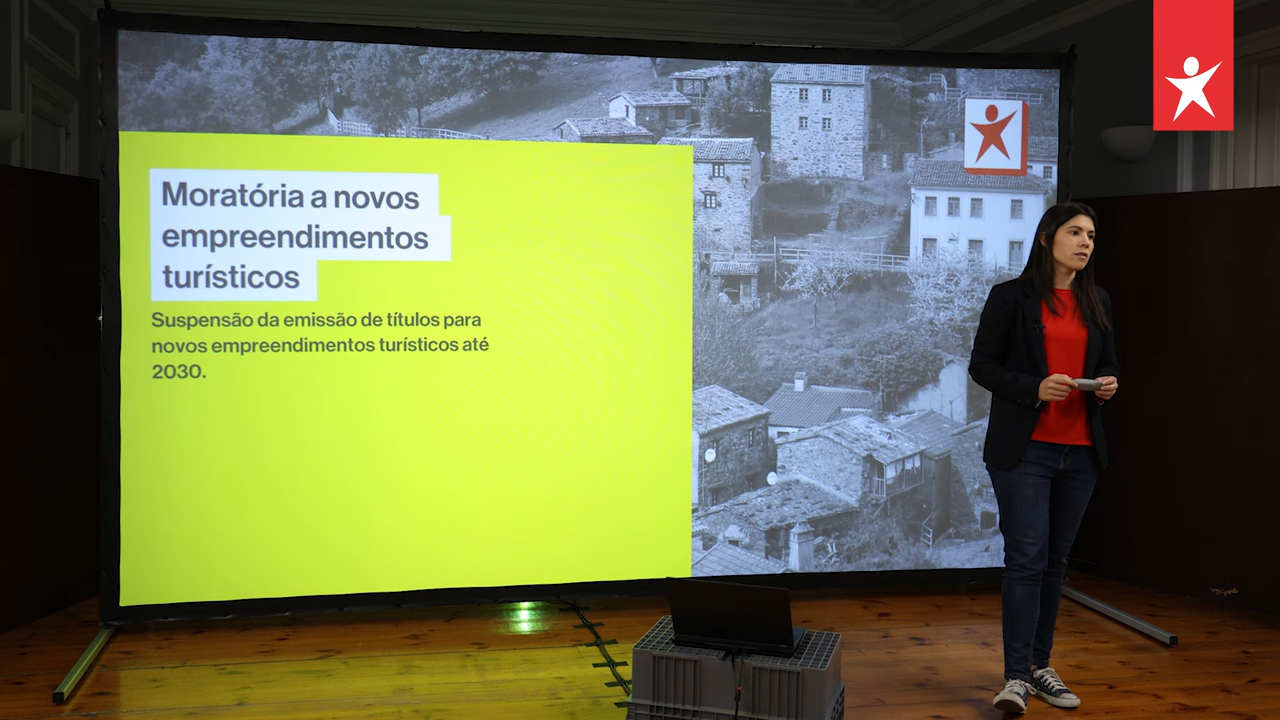 Moratória a novos
empreendimentos
turísticos
Suspensão da emissão de títulos para
novos empreendimentos turísticos até
2030.